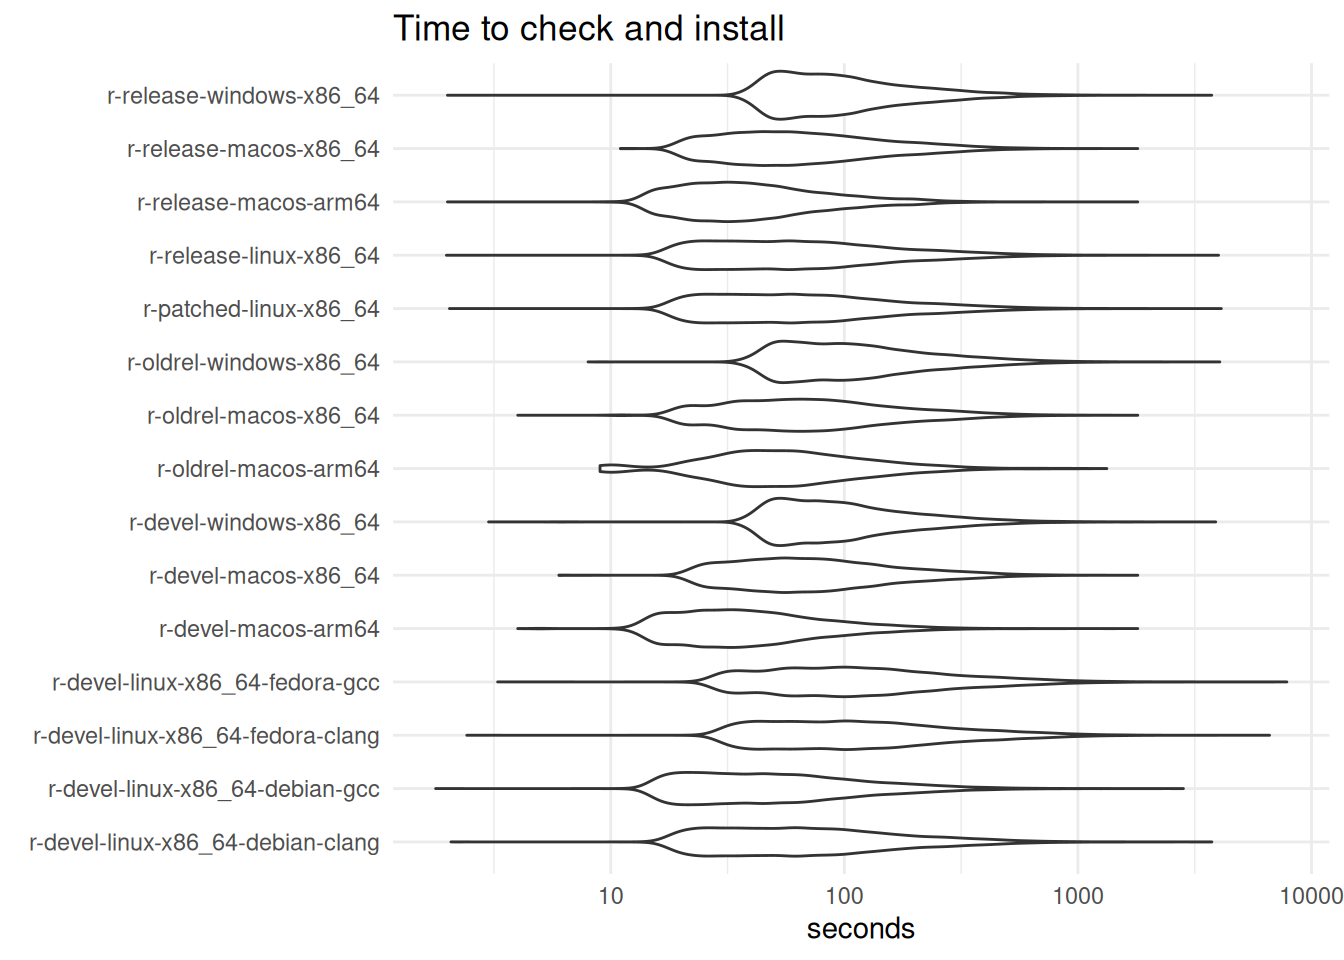 Time to check and install
r-release-windows-x86_64
r-release-macos-x86_64
r-release-macos-arm64
r-release-linux-x86_64
r-patched-linux-x86_64
r-oldrel-windows-x86_64
r-oldrel-macos-x86_64
r-oldrel-macos-arm64
r-devel-windows-x86_64
r-devel-macos-x86_64
r-devel-macos-arm64
r-devel-linux-x86_64-fedora-gcc
r-devel-linux-x86_64-fedora-clang
r-devel-linux-x86_64-debian-gcc
r-devel-linux-x86_64-debian-clang
10 100 1000 10000
seconds